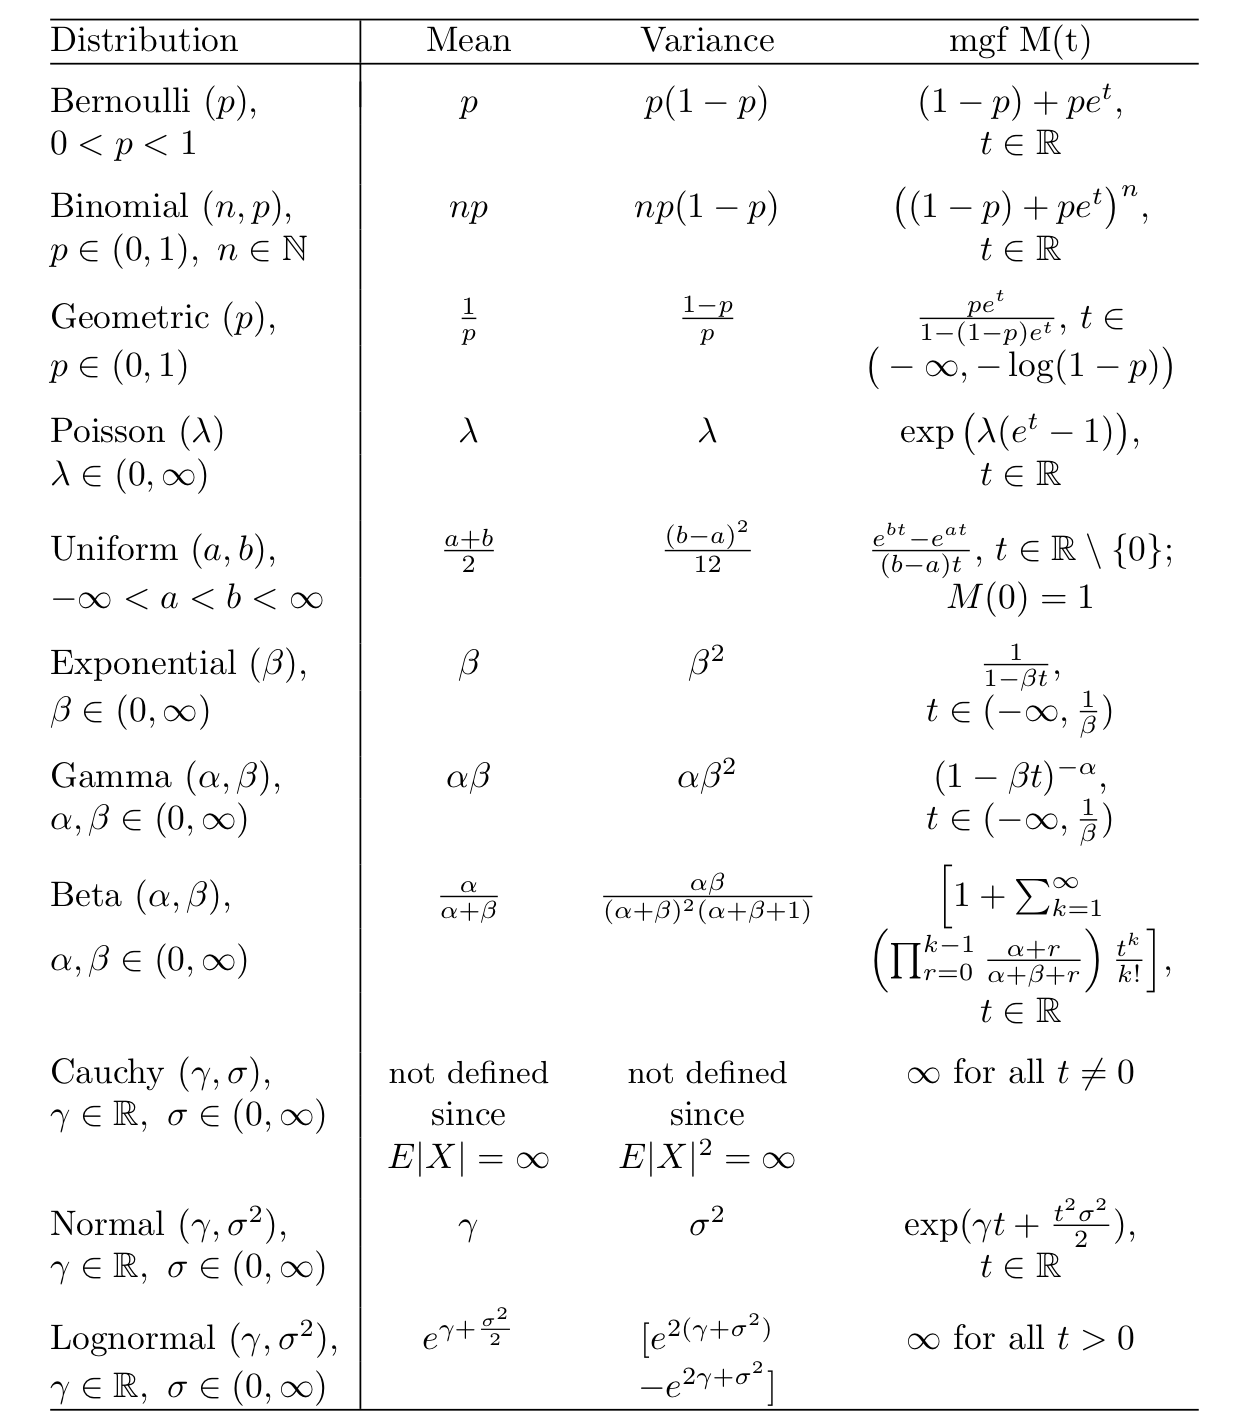 Distribution Mean Variance mgf M(t)
Bernoulli (p), p p(1 − p) (1 − p) + pe^t,
0 < p < 1 t ∈ ℝ
Binomial (n, p), np np(1 − p) ((1 − p) + pe^t)^n,
p ∈ (0, 1), n ∈ ℕ t ∈ ℝ
Geometric (p), 1/p (1−p)/p pe^t/(1−(1−p)e^t), t ∈
p ∈ (0, 1) (− ∞, − log(1 − p))
Poisson (λ) λ λ exp (λ(e^t − 1)),
λ ∈ (0, ∞) t ∈ ℝ
Uniform (a, b), (a+b)/2 (b−a)^2/12 (e^{bt}−e^{at})/((b−a)t), t ∈ ℝ \ {0};
−∞ < a < b < ∞ M(0) = 1
Exponential (β), β β^2 1/(1−βt),
β ∈ (0, ∞) t ∈ (−∞, 1/β)
Gamma (α, β), αβ αβ^2 (1 − βt)^{−α},
α, β ∈ (0, ∞) t ∈ (−∞, 1/β)
Beta (α, β), α/(α+β) αβ/((α+β)^2(α+β+1)) [1 + ∑_{k=1}^{∞}
α, β ∈ (0, ∞) (∏_{r=0}^{k−1} (α+r)/(α+β+r)) t^k/k!],
t ∈ ℝ
Cauchy (γ, σ), not defined not defined ∞ for all t ≠ 0
γ ∈ ℝ, σ ∈ (0, ∞) since since
E|X| = ∞ E|X|^2 = ∞
Normal (γ, σ^2), γ σ^2 exp(γt + t^2σ^2/2),
γ ∈ ℝ, σ ∈ (0, ∞) t ∈ ℝ
Lognormal (γ, σ^2), e^{γ+σ^2/2} [e^{2(γ+σ^2)} ∞ for all t > 0
γ ∈ ℝ, σ ∈ (0, ∞) −e^{2γ+σ^2}]